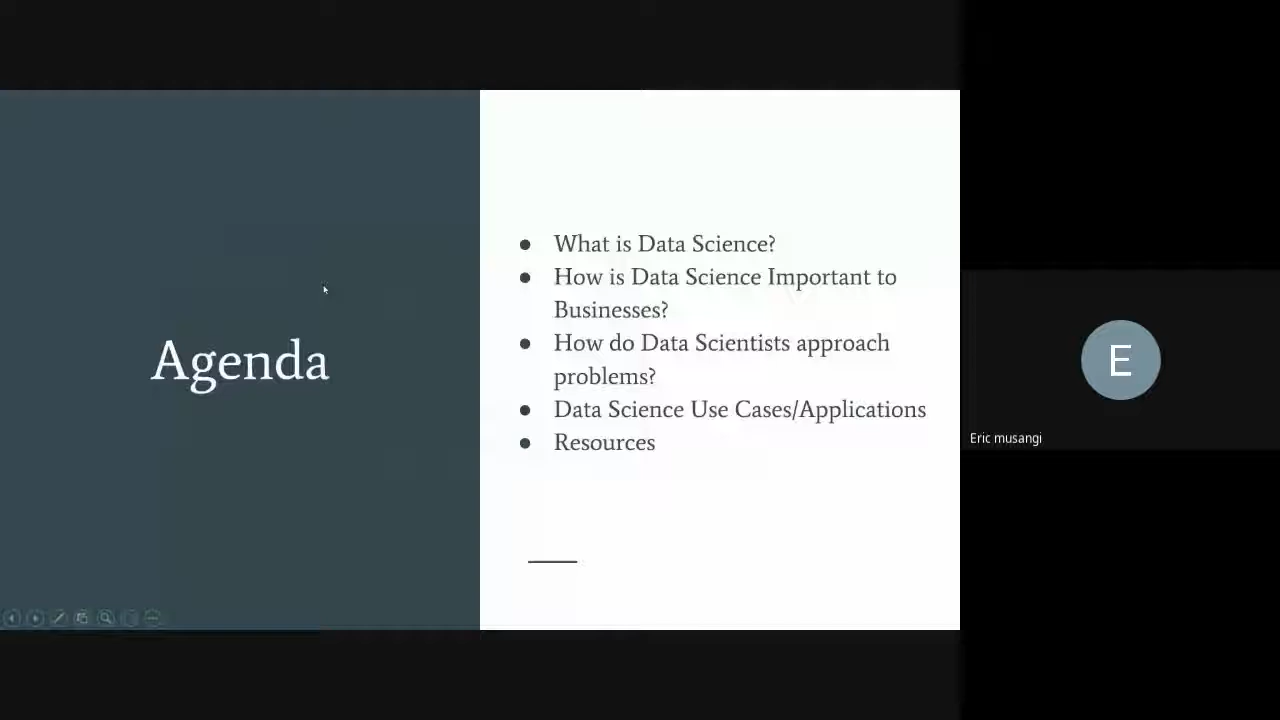 Agenda
● What is Data Science?
● How is Data Science Important to
Businesses?
● How do Data Scientists approach
problems?
● Data Science Use Cases/Applications
● Resources
E
Eric musangi